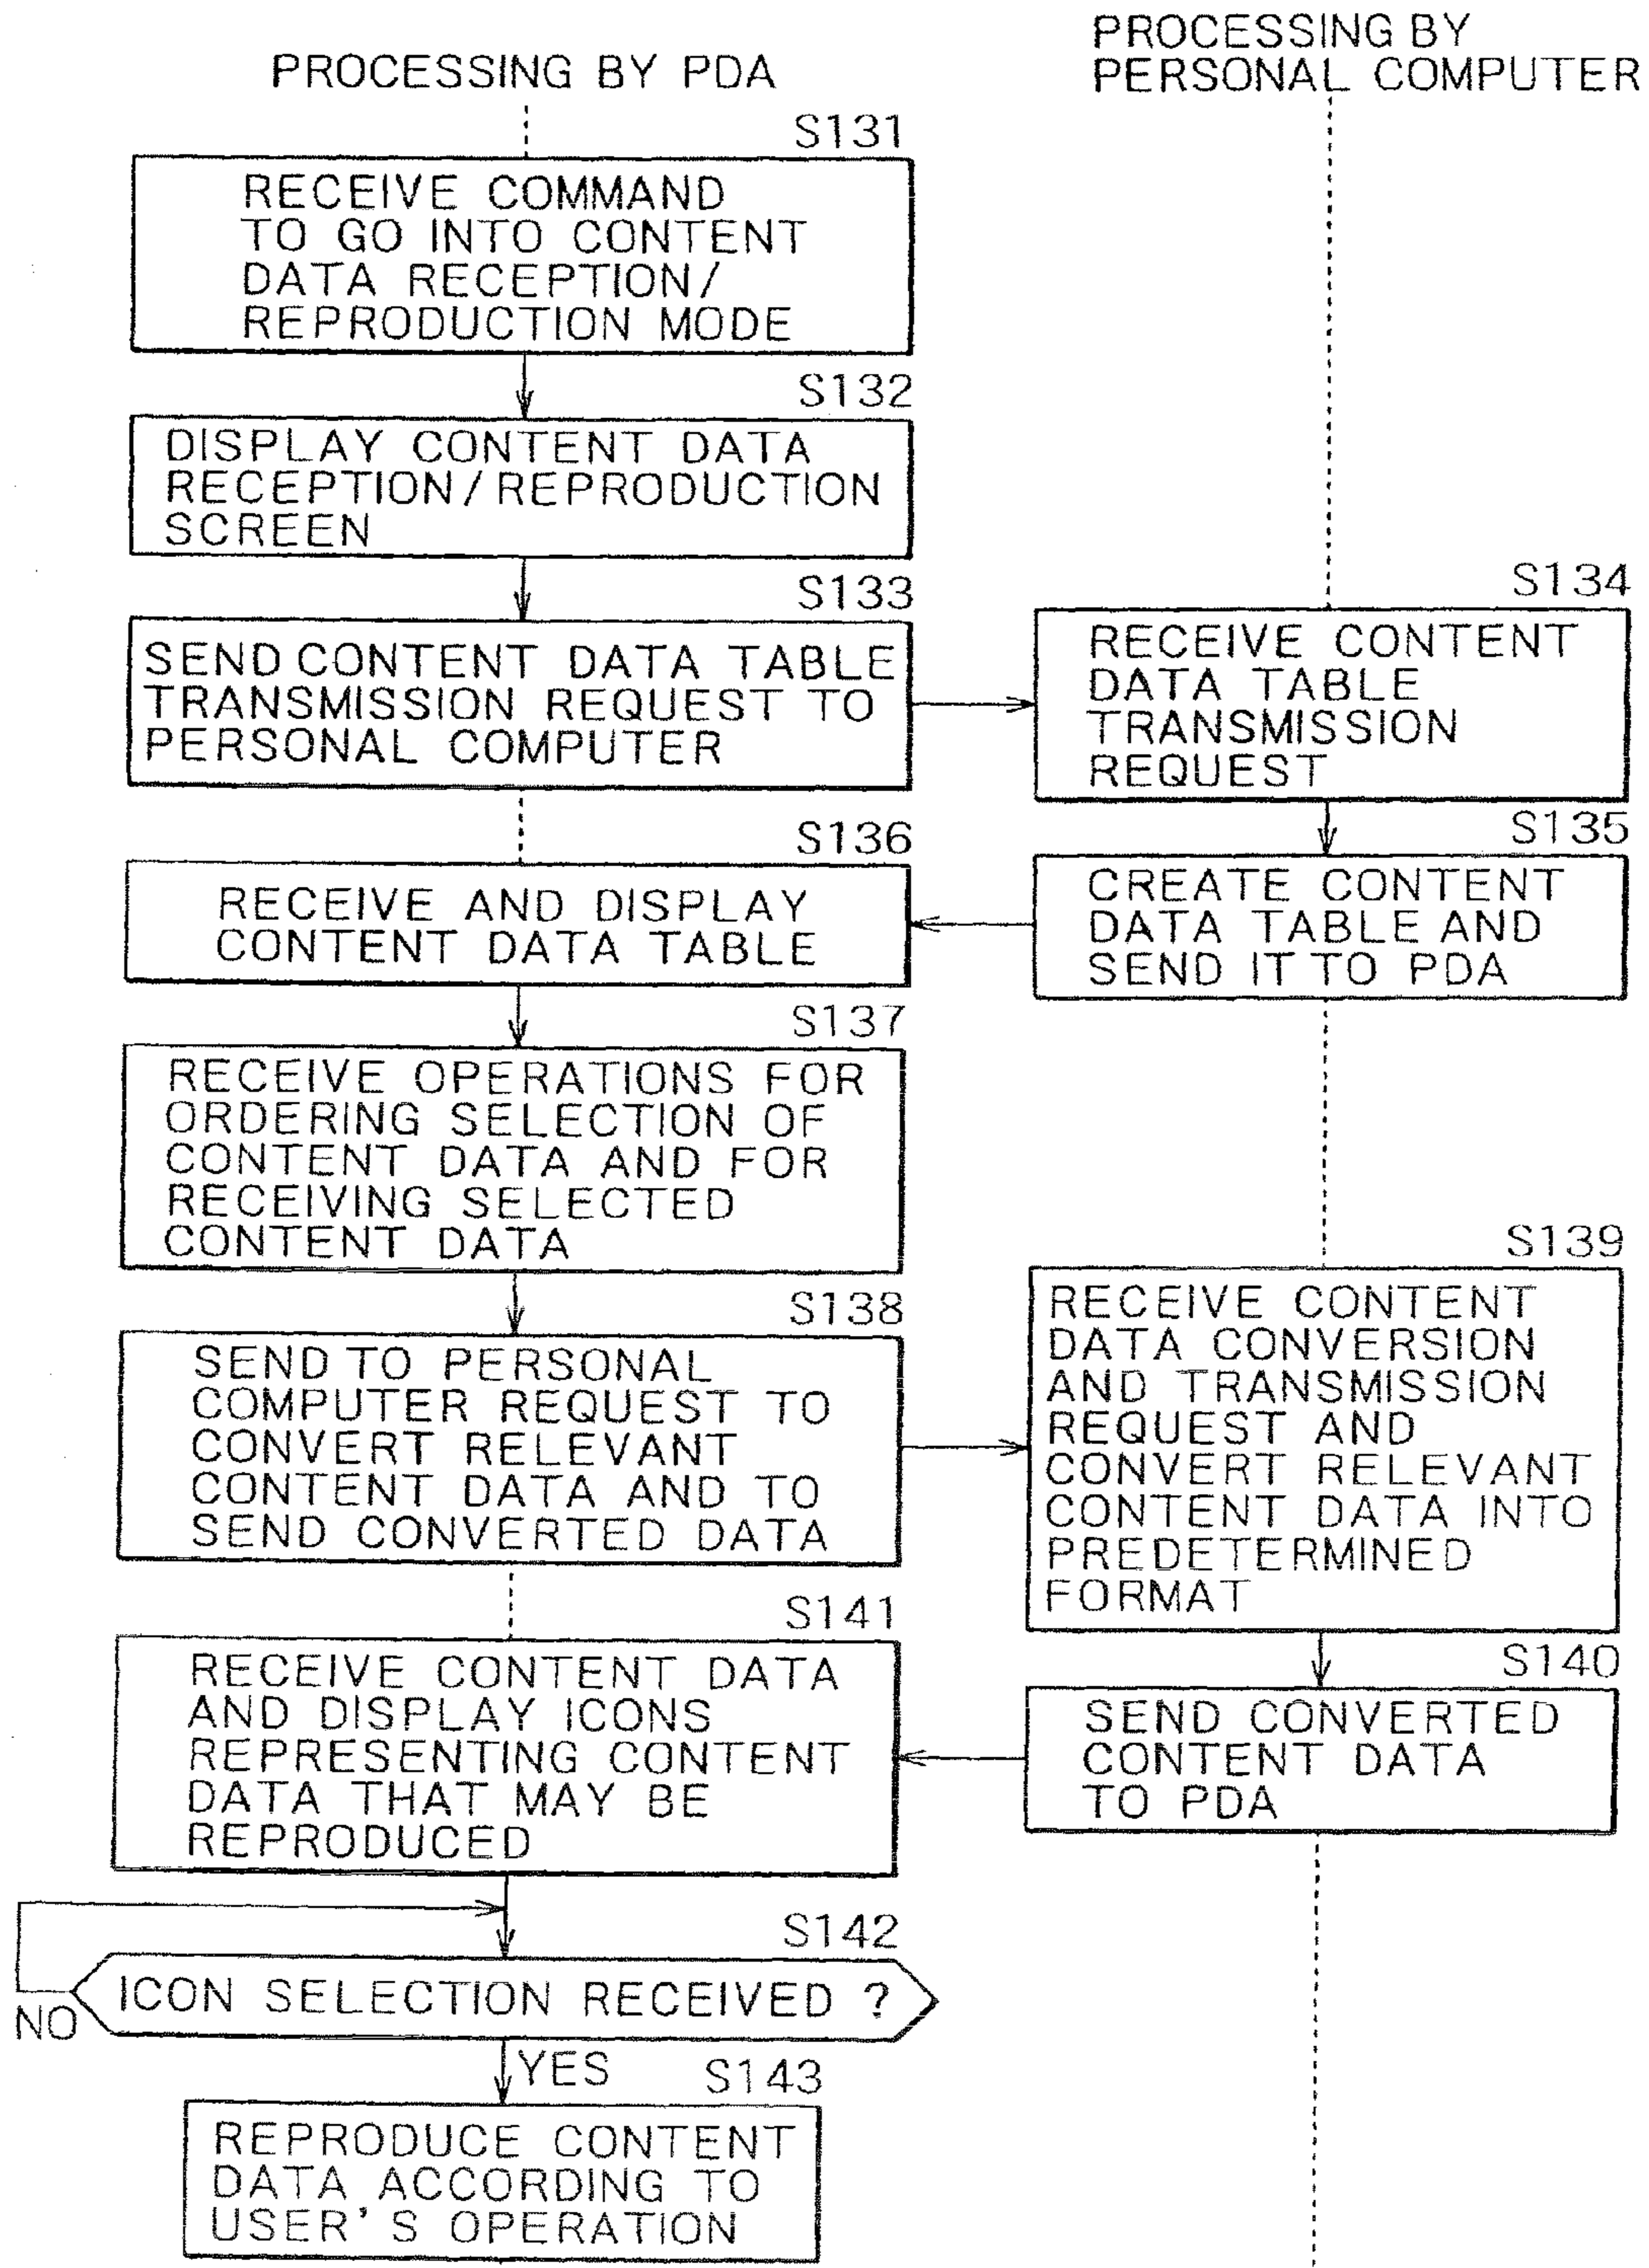 PROCESSING BY PDA
PROCESSING BY
PERSONAL COMPUTER
S131
RECEIVE COMMAND
TO GO INTO CONTENT
DATA RECEPTION/
REPRODUCTION MODE
S132
DISPLAY CONTENT DATA
RECEPTION/REPRODUCTION
SCREEN
S133
SEND CONTENT DATA TABLE
TRANSMISSION REQUEST TO
PERSONAL COMPUTER
S134
RECEIVE CONTENT
DATA TABLE
TRANSMISSION
REQUEST
S135
CREATE CONTENT
DATA TABLE AND
SEND IT TO PDA
S136
RECEIVE AND DISPLAY
CONTENT DATA TABLE
S137
RECEIVE OPERATIONS FOR
ORDERING SELECTION OF
CONTENT DATA AND FOR
RECEIVING SELECTED
CONTENT DATA
S138
SEND TO PERSONAL
COMPUTER REQUEST TO
CONVERT RELEVANT
CONTENT DATA AND TO
SEND CONVERTED DATA
S139
RECEIVE CONTENT
DATA CONVERSION
AND TRANSMISSION
REQUEST AND
CONVERT RELEVANT
CONTENT DATA INTO
PREDETERMINED
FORMAT
S140
SEND CONVERTED
CONTENT DATA
TO PDA
S141
RECEIVE CONTENT DATA
AND DISPLAY ICONS
REPRESENTING CONTENT
DATA THAT MAY BE
REPRODUCED
S142
ICON SELECTION RECEIVED ?
NO
YES
S143
REPRODUCE CONTENT
DATA ACCORDING TO
USER'S OPERATION